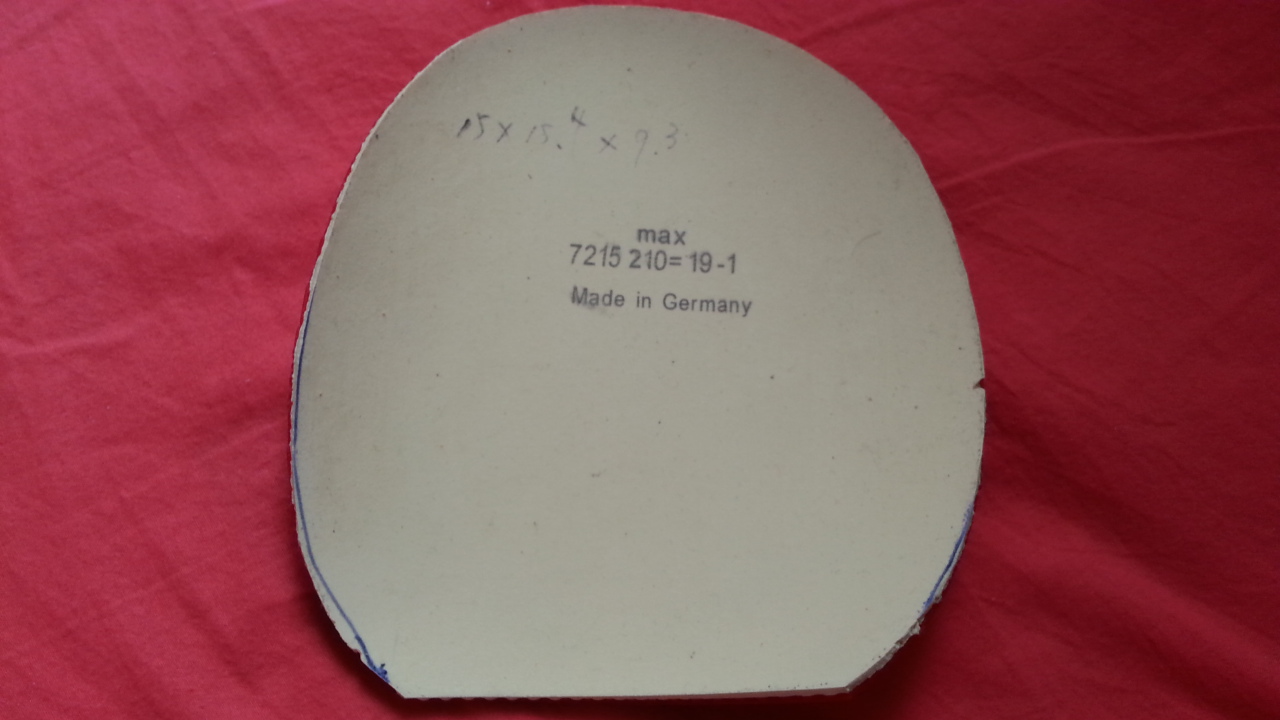 15 x 15.4 x 9.3
max
7215 210= 19-1
Made in Germany